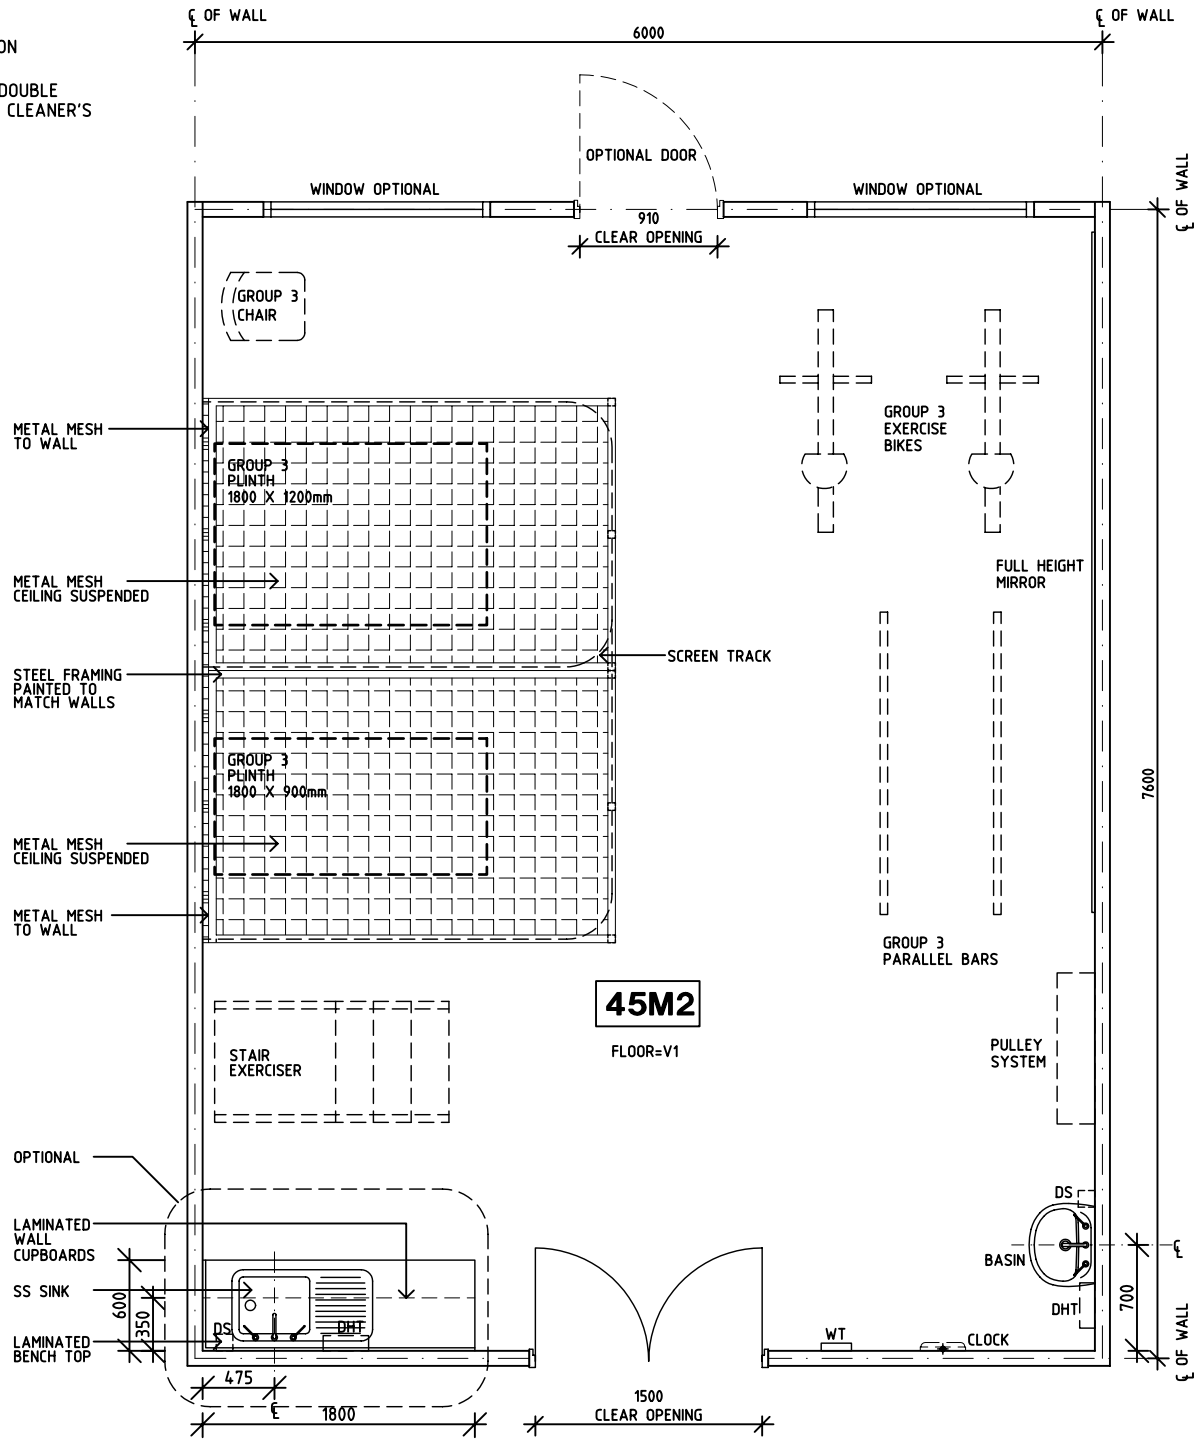 ℄ OF WALL
℄ OF WALL
6000
ON
DOUBLE
CLEANER'S
OPTIONAL DOOR
WINDOW OPTIONAL
WINDOW OPTIONAL
℄ OF WALL
910
CLEAR OPENING
GROUP 3
CHAIR
GROUP 3
EXERCISE
BIKES
METAL MESH
TO WALL
GROUP 3
PLINTH
1800 X 1200mm
METAL MESH
CEILING SUSPENDED
FULL HEIGHT
MIRROR
SCREEN TRACK
STEEL FRAMING
PAINTED TO
MATCH WALLS
GROUP 3
PLINTH
1800 X 900mm
7600
METAL MESH
CEILING SUSPENDED
METAL MESH
TO WALL
GROUP 3
PARALLEL BARS
45M2
FLOOR=V1
STAIR
EXERCISER
PULLEY
SYSTEM
OPTIONAL
LAMINATED
WALL
CUPBOARDS
SS SINK
LAMINATED
BENCH TOP
600
350
DS
DHT
475
℄
1800
1500
CLEAR OPENING
WT
CLOCK
DS
BASIN
DHT
℄
700
℄ OF WALL